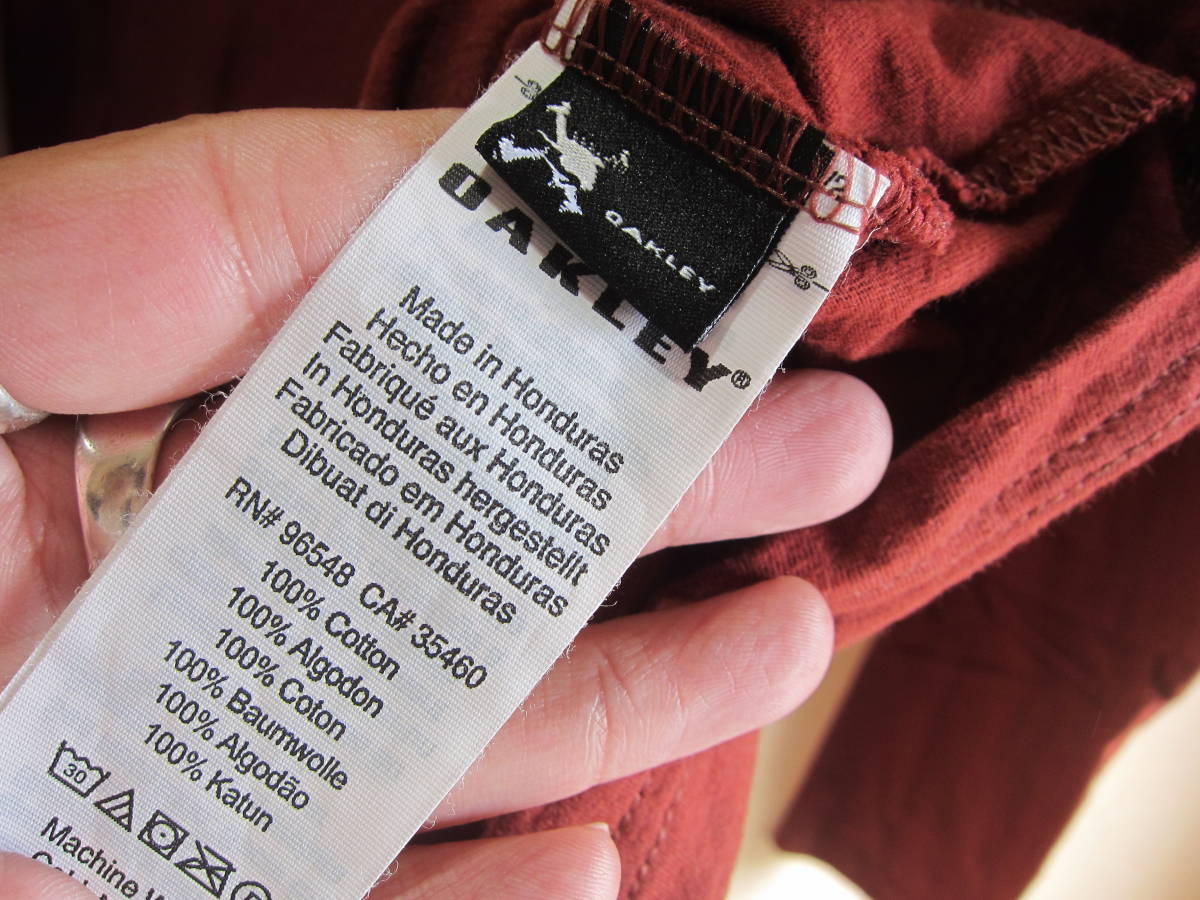 OAKLEY
OAKLEY®
Made in Honduras
Hecho en Honduras
Fabriqué aux Honduras
In Honduras hergestellt
Fabricado em Honduras
Dibuat di Honduras
RN# 96548 CA# 35460
100% Cotton
100% Algodon
100% Coton
100% Baumwolle
100% Algodão
100% Katun
30
Machine